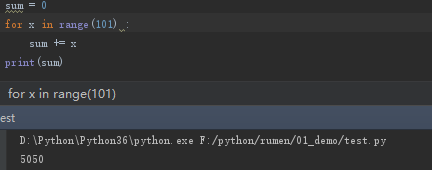 sum = 0
for x in range(101) :
    sum += x
print(sum)
for x in range(101)
est
D:\Python\Python36\python.exe F:/python/rumen/01_demo/test.py
5050